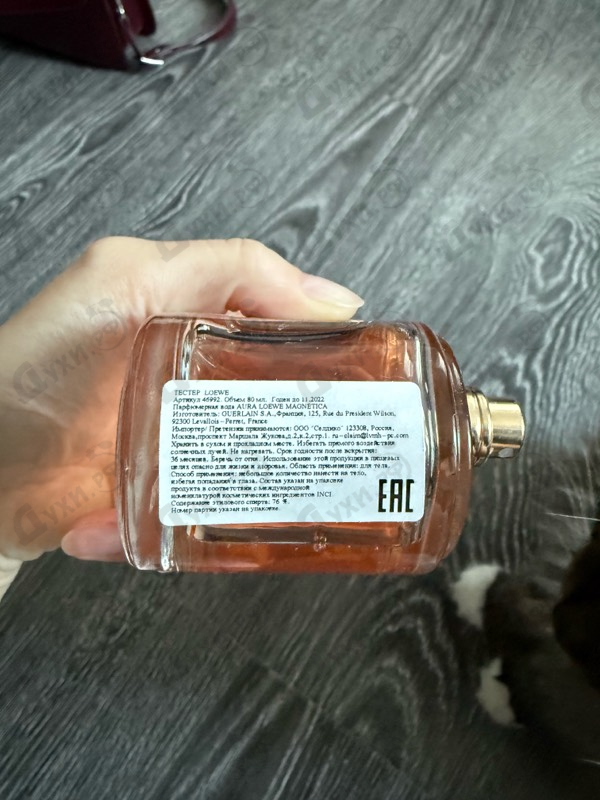 ТЕСТЕР LOEWE
Артикул 46992. Объем 80 мл. Годен до 11.2022
Парфюмерная вода AURA LOEWE MAGNETICA
Изготовитель: GUERLAIN S.A., Франция, 125, Rue du President Wilson,
92300 Levallois - Perret, France
Импортер/ Претензии принимаются: ООО "Селдико" 123308, Россия,
Москва, проспект Маршала Жукова, д.2, к.2, стр.1. ru-claim@lvmh-pc.com
Хранить в сухом и прохладном месте. Избегать прямого воздействия
солнечных лучей. Не нагревать. Срок годности после вскрытия:
36 месяцев. Беречь от огня. Использование этой продукции в пищевых
целях опасно для жизни и здоровья. Область применения: для тела.
Способ применения: небольшое количество нанести на тело,
избегая попадания в глаза. Состав указан на упаковке
продукта в соответствии с международной
номенклатурой косметических ингредиентов INCI.
Содержание этилового спирта: 76 %.
Номер партии указан на упаковке.
EAC